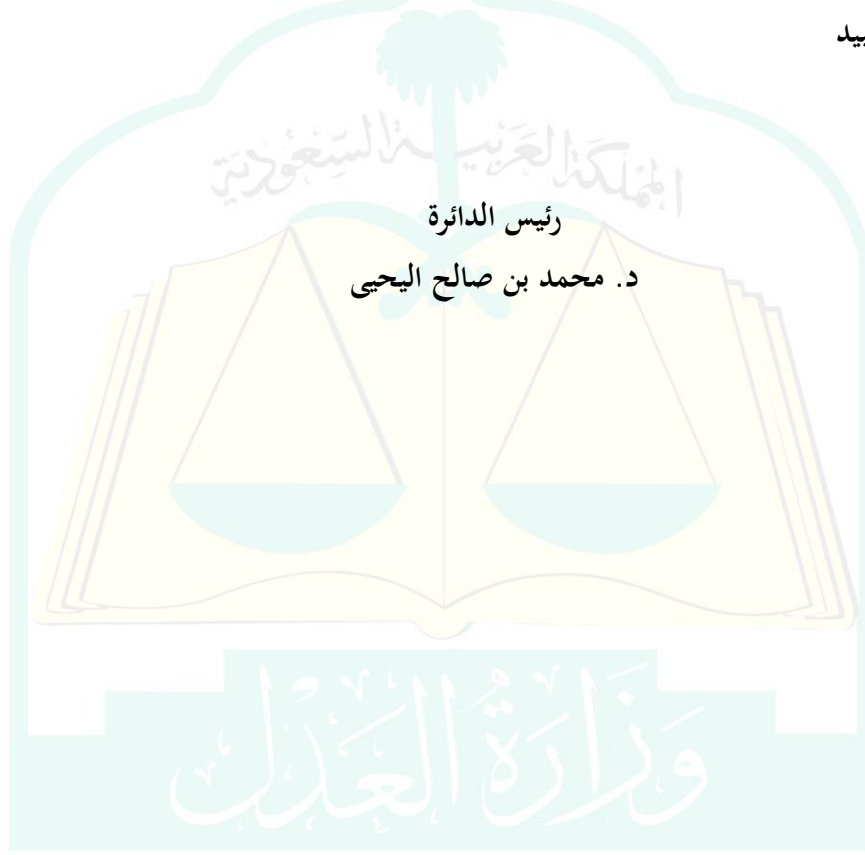 المملكة العربية السعودية
رئيس الدائرة
د. محمد بن صالح اليحيى
وزارة العدل